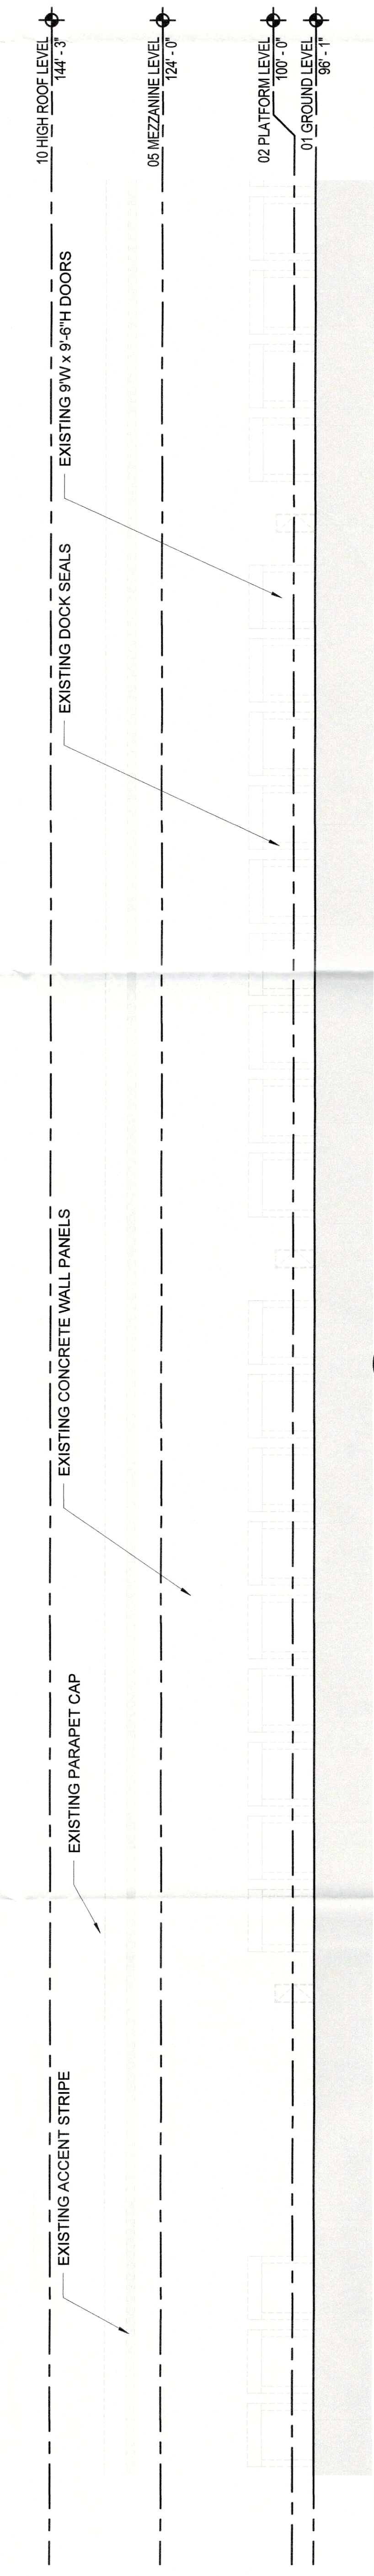 10 HIGH ROOF LEVEL
144' - 3"
05 MEZZANINE LEVEL
124' - 0"
02 PLATFORM LEVEL
100' - 0"
01 GROUND LEVEL
96' - 1"
EXISTING ACCENT STRIPE
EXISTING PARAPET CAP
EXISTING CONCRETE WALL PANELS
EXISTING DOCK SEALS
EXISTING 9'W x 9'-6"H DOORS